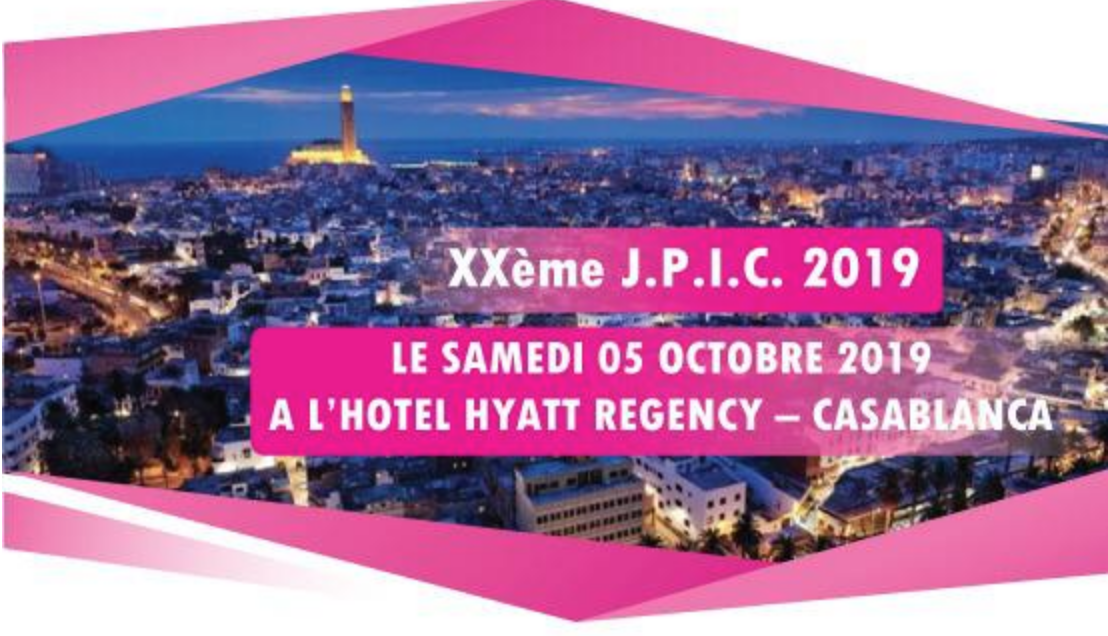 XXème J.P.I.C. 2019
LE SAMEDI 05 OCTOBRE 2019
A L'HOTEL HYATT REGENCY – CASABLANCA